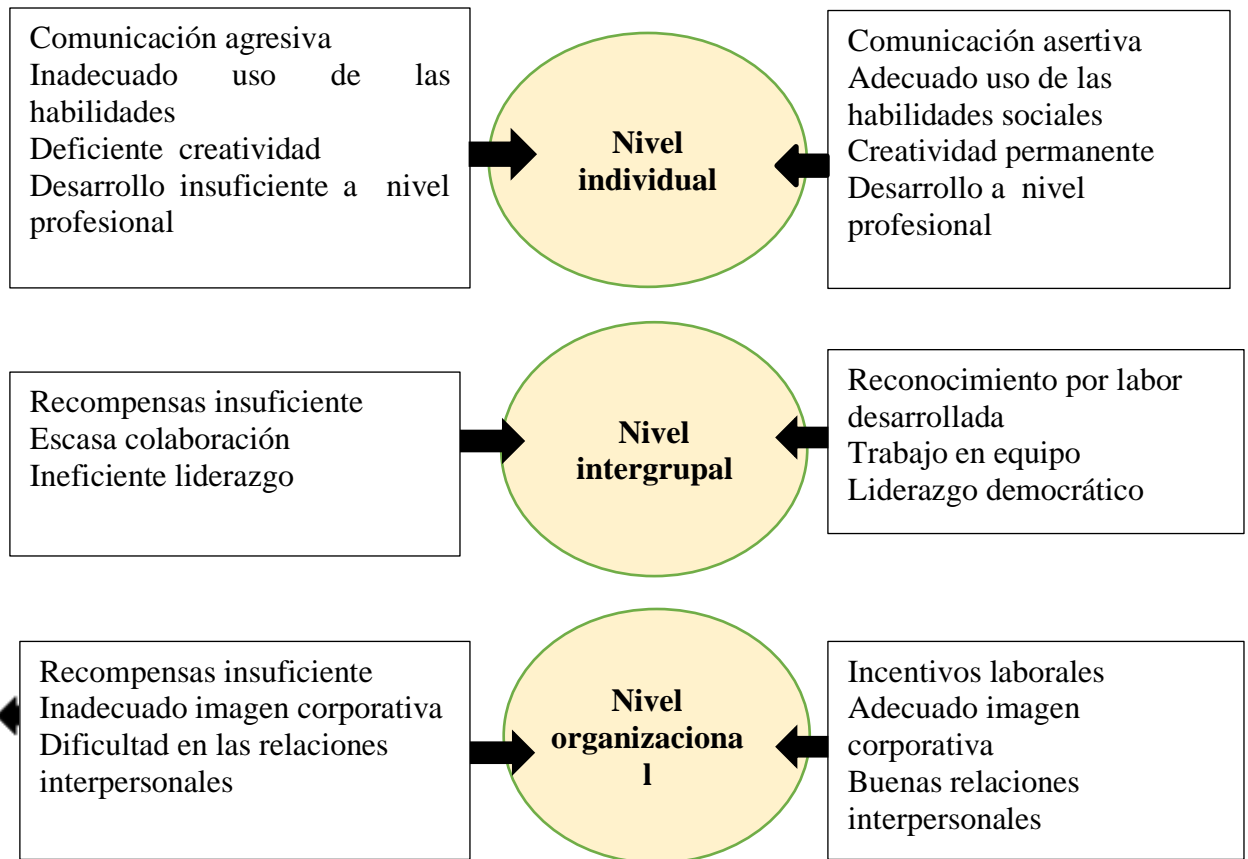 Comunicación agresiva
Inadecuado uso de las
habilidades
Deficiente creatividad
Desarrollo insuficiente a nivel
profesional
Nivel
individual
Comunicación asertiva
Adecuado uso de las
habilidades sociales
Creatividad permanente
Desarrollo a nivel
profesional
Recompensas insuficiente
Escasa colaboración
Ineficiente liderazgo
Nivel
intergrupal
Reconocimiento por labor
desarrollada
Trabajo en equipo
Liderazgo democrático
Recompensas insuficiente
Inadecuado imagen corporativa
Dificultad en las relaciones
interpersonales
Nivel
organizaciona
l
Incentivos laborales
Adecuado imagen
corporativa
Buenas relaciones
interpersonales